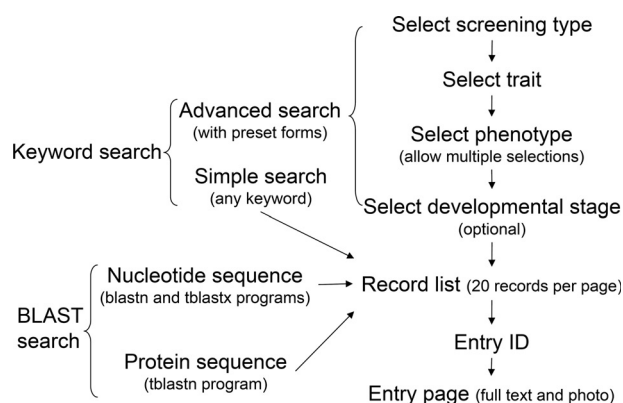 Keyword search
Advanced search
(with preset forms)
Simple search
(any keyword)
Select screening type
Select trait
Select phenotype
(allow multiple selections)
Select developmental stage
(optional)
BLAST
search
Nucleotide sequence
(blastn and tblastx programs)
Protein sequence
(tblastn program)
Record list (20 records per page)
Entry ID
Entry page (full text and photo)